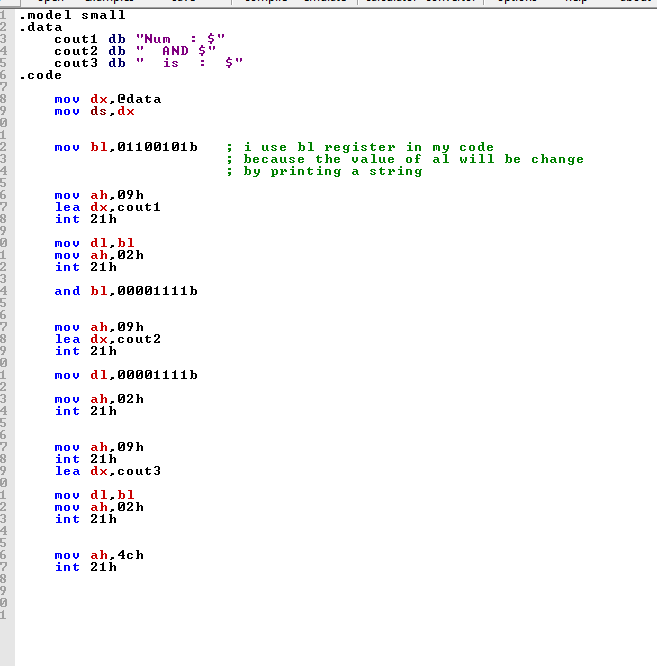 .model small
.data
cout1 db "Num  : $"
cout2 db "  AND $"
cout3 db "  is  :  $"
.code
mov dx,@data
mov ds,dx
mov bl,01100101b   ; i use bl register in my code
; because the value of al will be change
; by printing a string
mov ah,09h
lea dx,cout1
int 21h
mov dl,bl
mov ah,02h
int 21h
and bl,00001111b
mov ah,09h
lea dx,cout2
int 21h
mov dl,00001111b
mov ah,02h
int 21h
mov ah,09h
int 21h
lea dx,cout3
mov dl,bl
mov ah,02h
int 21h
mov ah,4ch
int 21h